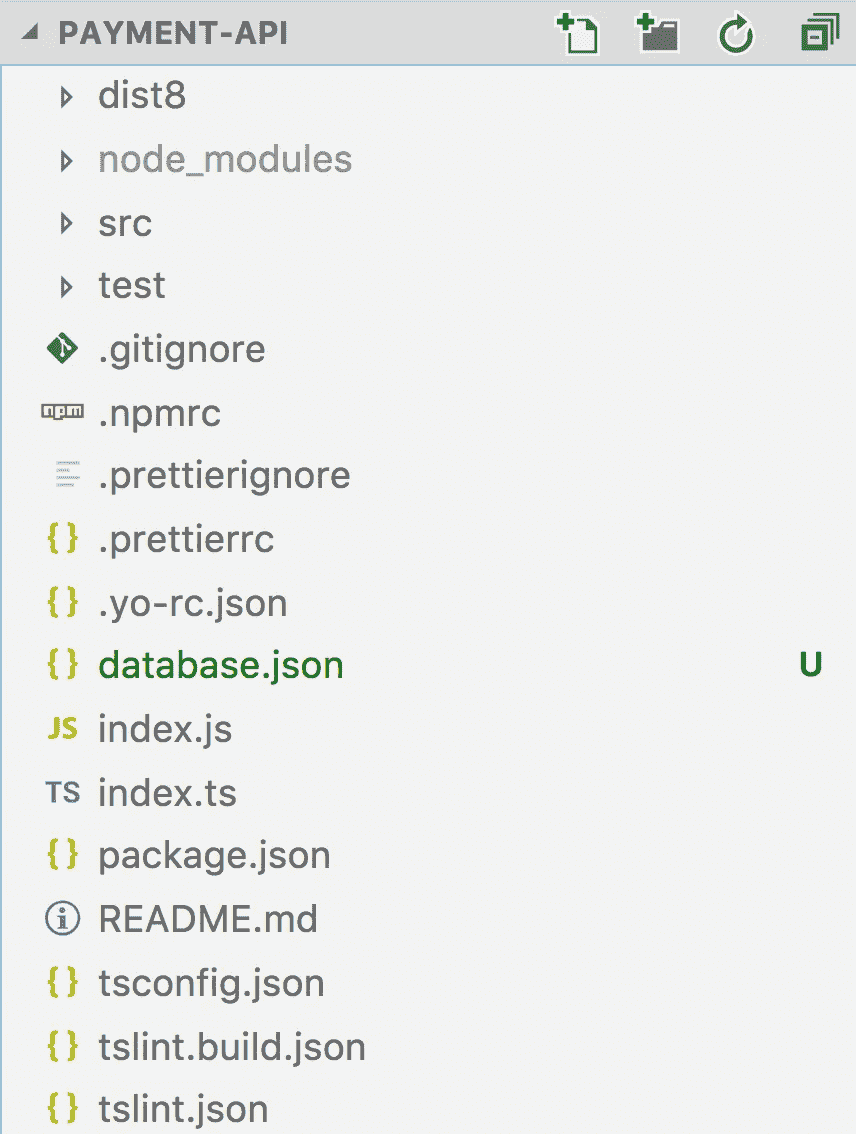 PAYMENT-API
dist8
node_modules
src
test
.gitignore
npm .npmrc
.prettierignore
{} .prettierrc
{} .yo-rc.json
{} database.json U
JS index.js
TS index.ts
{} package.json
README.md
{} tsconfig.json
{} tslint.build.json
{} tslint.json